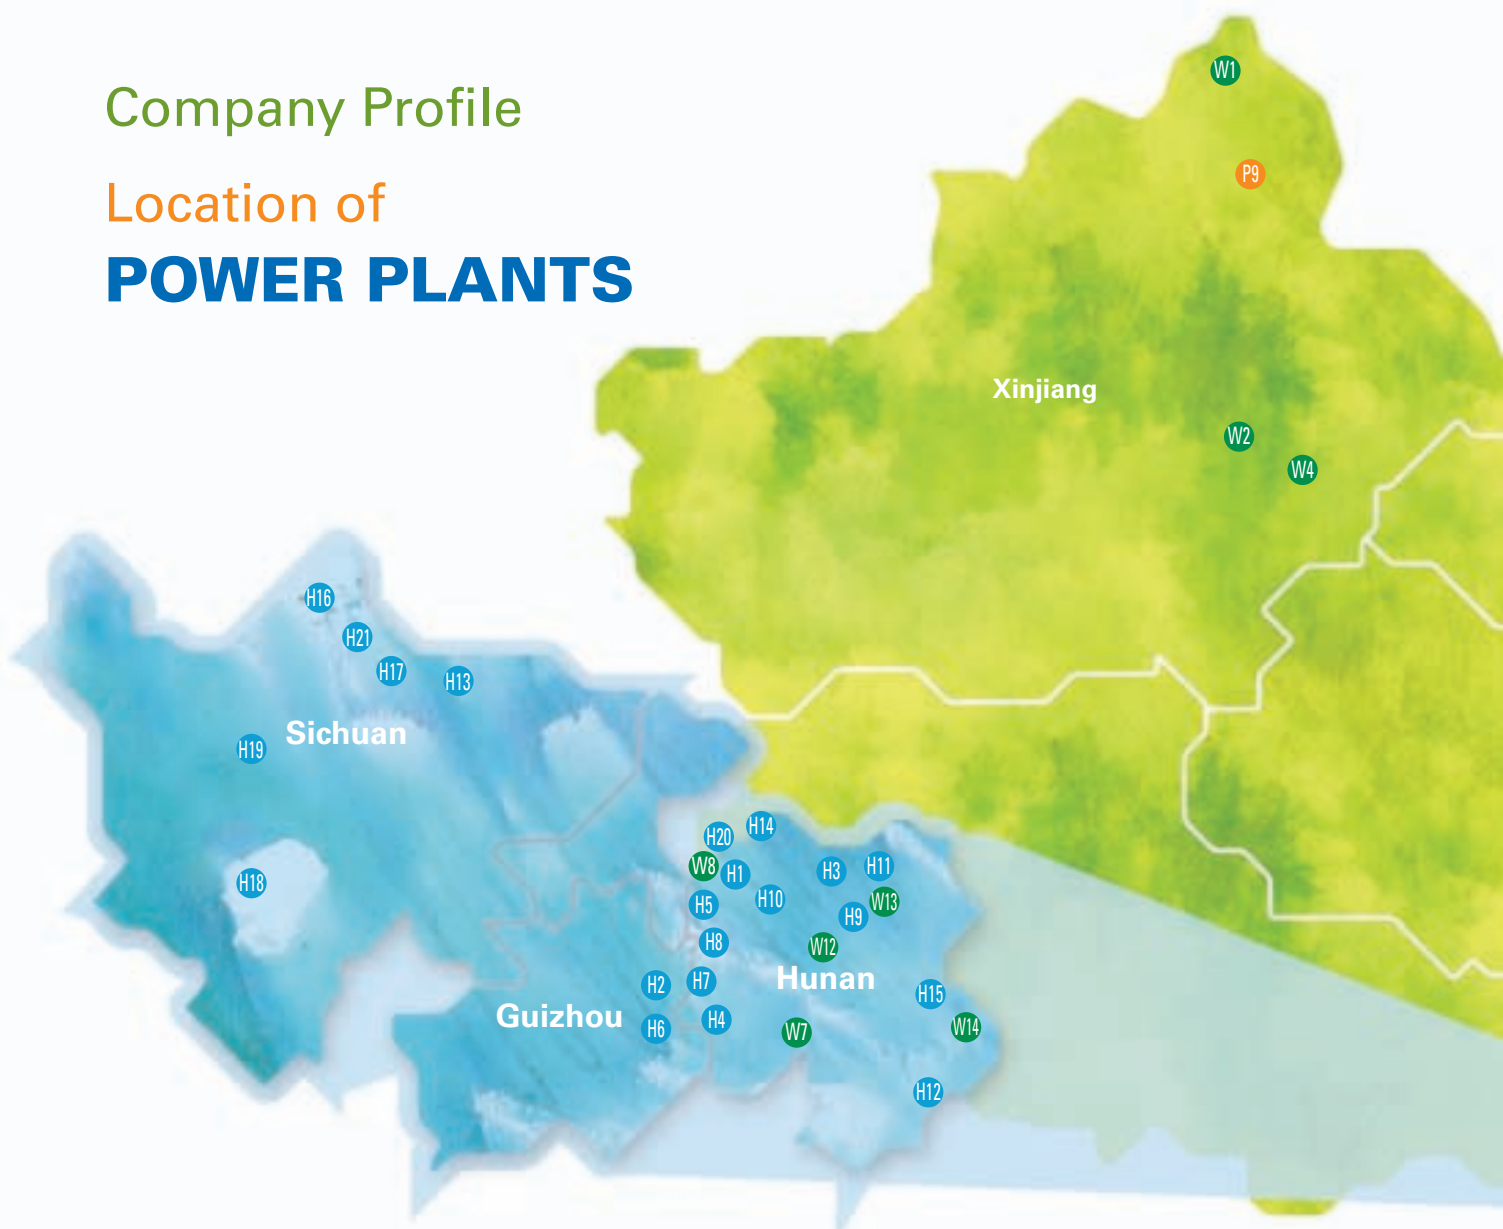 Company Profile
Location of
POWER PLANTS
W1
P9
Xinjiang
W2
W4
H16
H21
H17
H13
Sichuan
H19
H18
H14
H20
W8
H1
H3
H11
H10
W13
H5
H9
H8
W12
Hunan
H2
H7
H15
Guizhou
H4
H6
W7
W14
H12